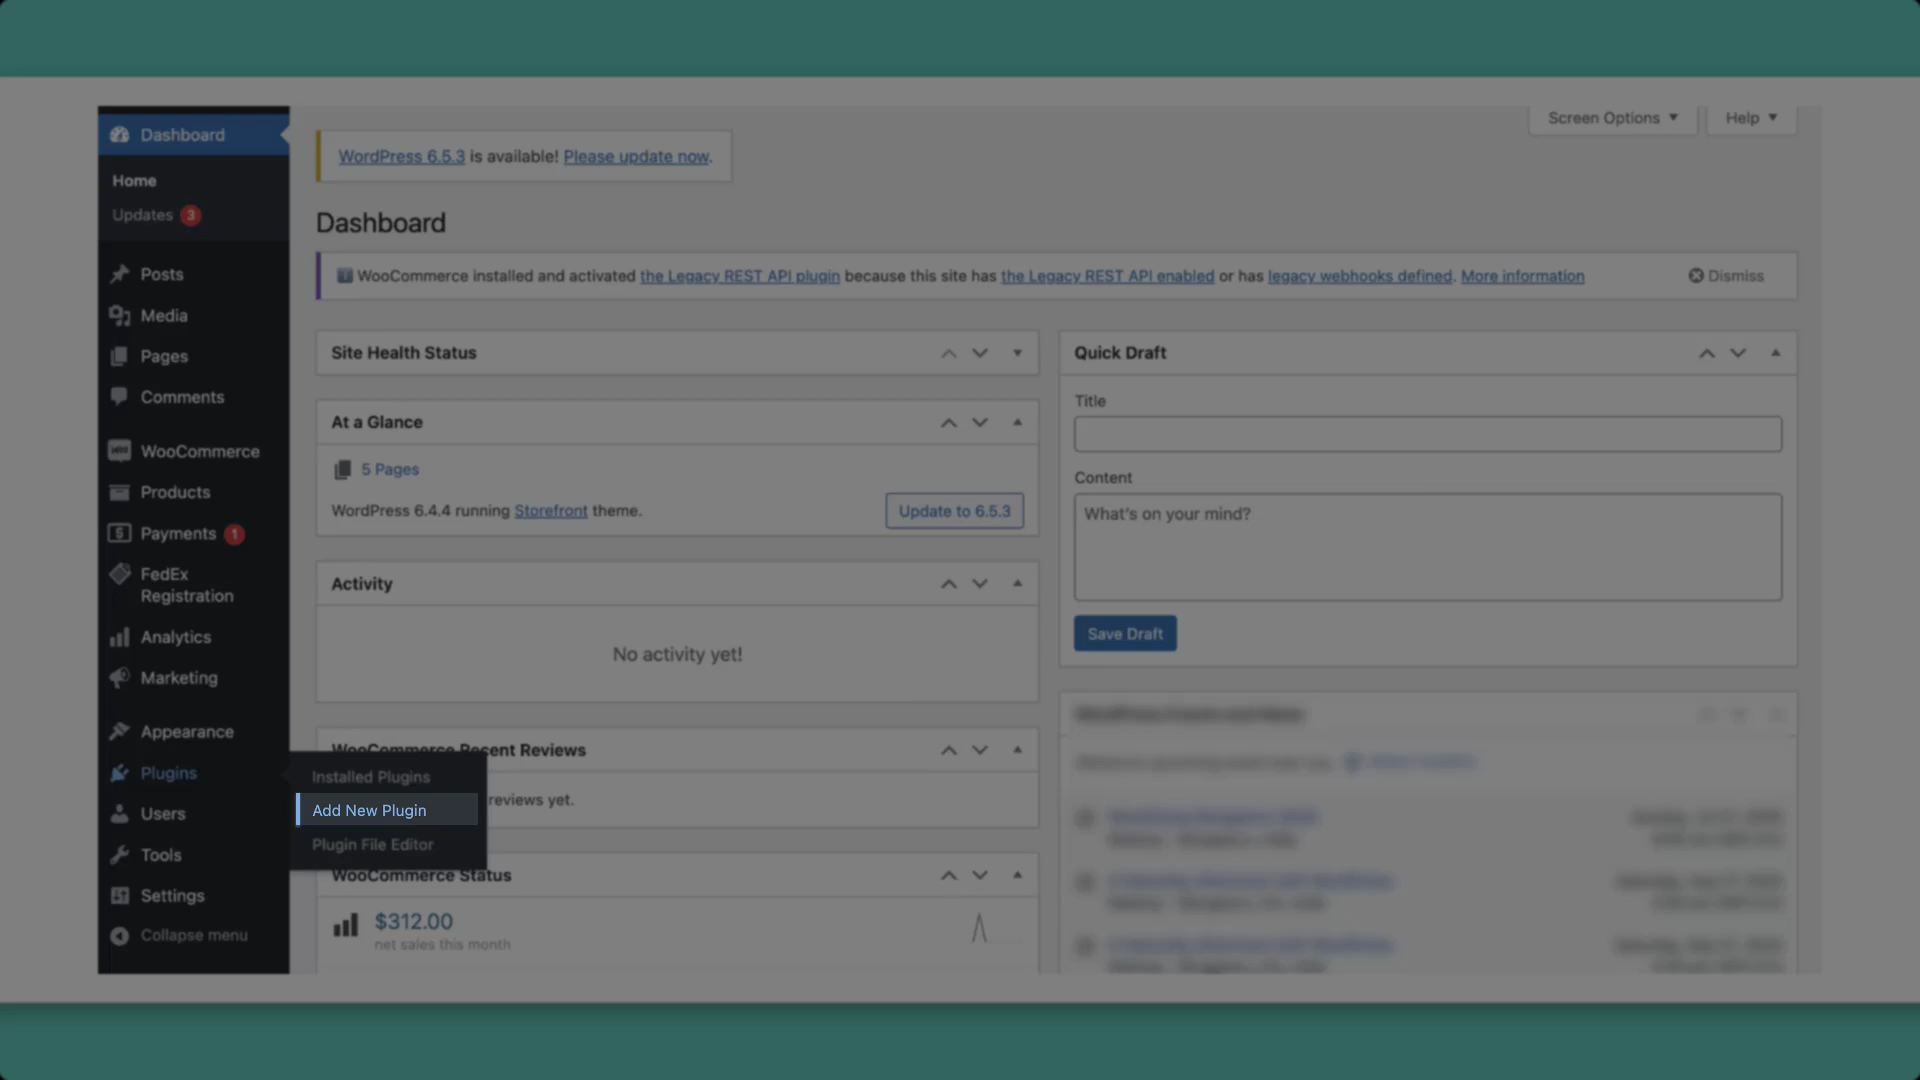 Dashboard
Home
Updates 3
Posts
Media
Pages
Comments
WooCommerce
Products
Payments 1
FedEx
Registration
Analytics
Marketing
Appearance
Plugins
Users
Tools
Settings
Collapse menu
Installed Plugins
Add New Plugin
Plugin File Editor
Screen Options
Help
WordPress 6.5.3 is available! Please update now.
Dashboard
WooCommerce installed and activated the Legacy REST API plugin because this site has the Legacy REST API enabled or has legacy webhooks defined. More information
Dismiss
Site Health Status
At a Glance
5 Pages
WordPress 6.4.4 running Storefront theme.
Update to 6.5.3
Activity
No activity yet!
WooCommerce Recent Reviews
reviews yet.
WooCommerce Status
$312.00
net sales this month
Quick Draft
Title
Content
What's on your mind?
Save Draft